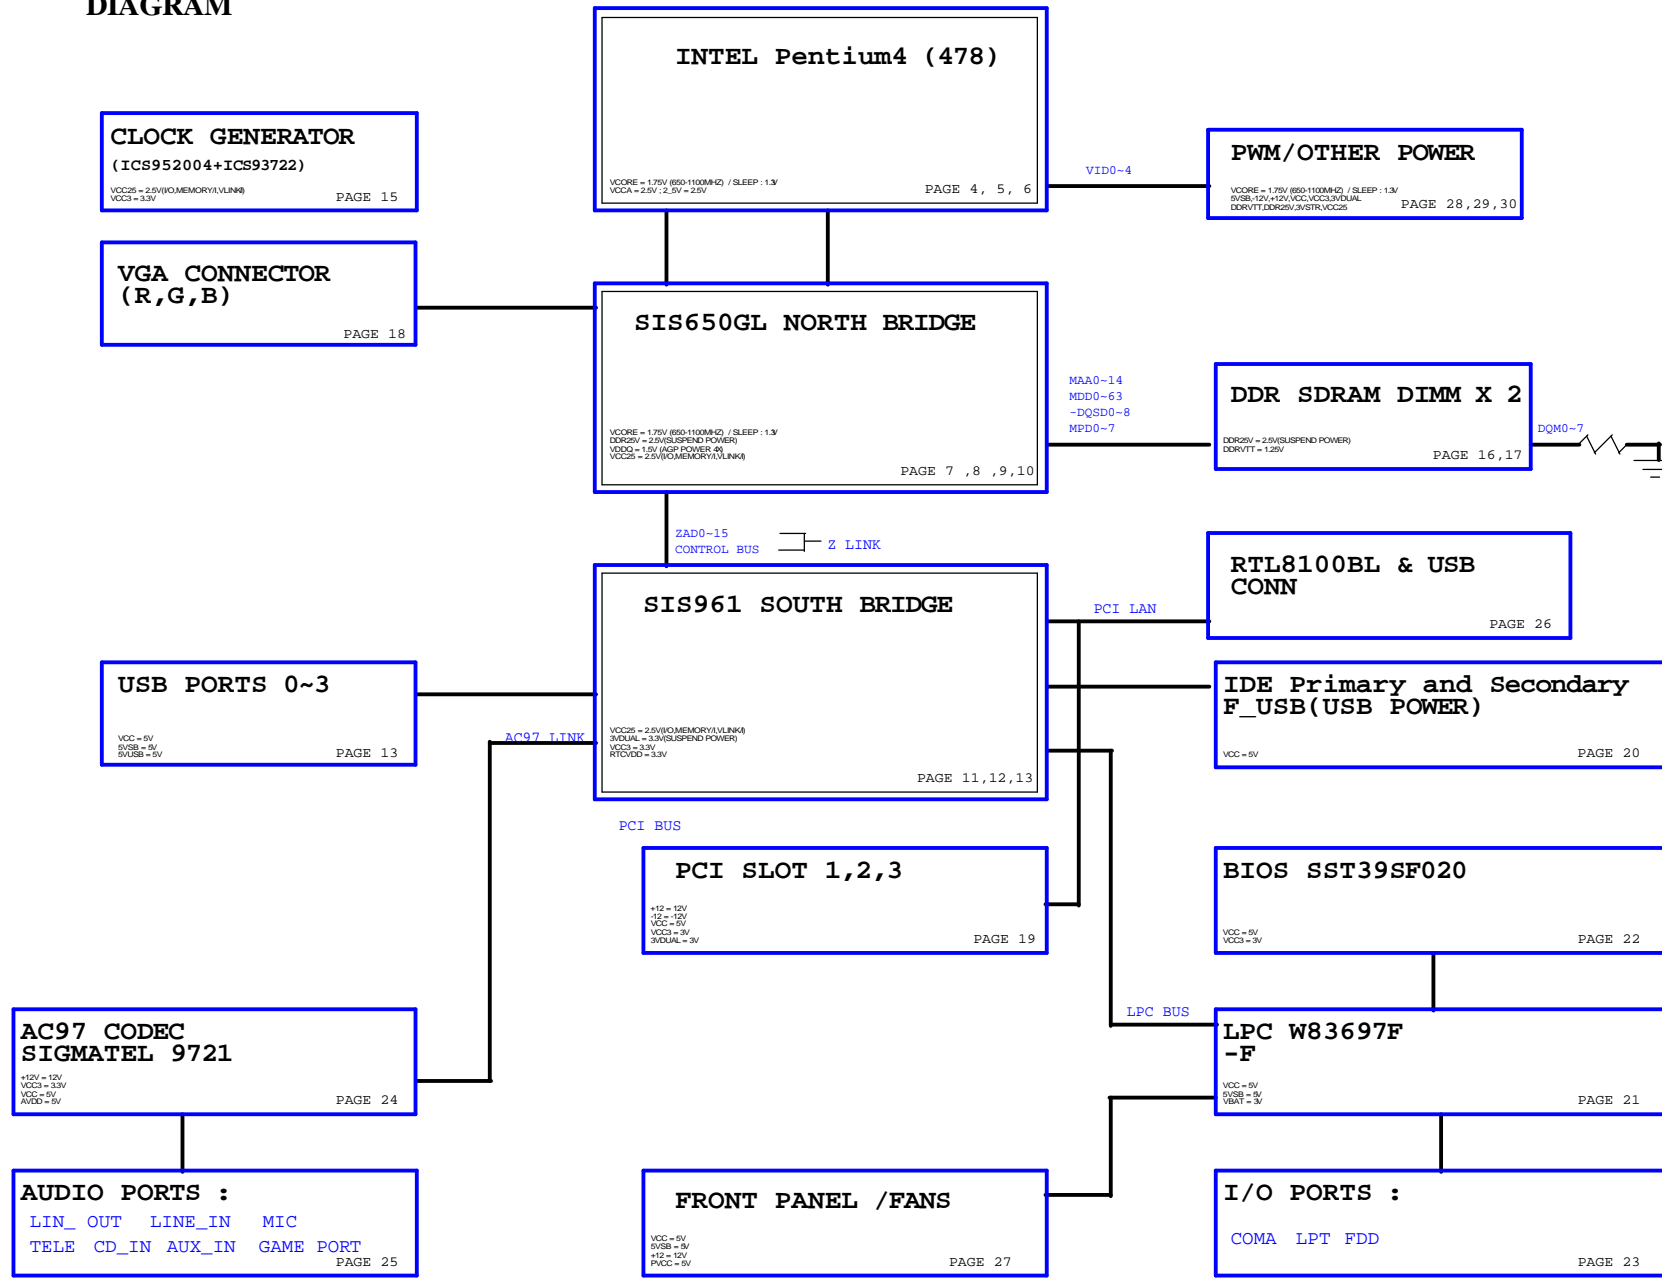 DIAGRAM
INTEL Pentium4 (478)
VCORE = 1.75V (650-1100MHZ) / SLEEP : 1.3V
VCCA = 2.5V ; 2_5V = 2.5V
PAGE 4, 5, 6
CLOCK GENERATOR
(ICS952004+ICS93722)
VCC25 = 2.5V(I/O,MEMORY/I,VLINK/I)
VCC3 = 3.3V
PAGE 15
VID0~4
PWM/OTHER POWER
VCORE = 1.75V (650-1100MHZ) / SLEEP : 1.3V
5VSB,-12V,+12V,VCC,VCC3,3VDUAL
DDRVTT,DDR25V,3VSTR,VCC25
PAGE 28,29,30
VGA CONNECTOR
(R,G,B)
PAGE 18
SIS650GL NORTH BRIDGE
VCORE = 1.75V (650-1100MHZ) / SLEEP : 1.3V
DDR25V = 2.5V(SUSPEND POWER)
VDDQ = 1.5V (AGP POWER 4X)
VCC25 = 2.5V(I/O,MEMORY/I,VLINK/I)
PAGE 7 ,8 ,9,10
MAA0~14
MDD0~63
-DQSD0~8
MPD0~7
DDR SDRAM DIMM X 2
DDR25V = 2.5V(SUSPEND POWER)
DDRVTT = 1.25V
PAGE 16,17
DQM0~7
ZAD0~15
CONTROL BUS
Z LINK
SIS961 SOUTH BRIDGE
VCC25 = 2.5V(I/O,MEMORY/I,VLINK/I)
3VDUAL = 3.3V(SUSPEND POWER)
VCC3 = 3.3V
RTCVDD = 3.3V
PAGE 11,12,13
PCI LAN
RTL8100BL & USB
CONN
PAGE 26
USB PORTS 0~3
VCC = 5V
5VSB = 5V
5VUSB = 5V
PAGE 13
AC97 LINK
IDE Primary and Secondary
F_USB(USB POWER)
VCC = 5V
PAGE 20
PCI BUS
PCI SLOT 1,2,3
+12 = 12V
-12 = -12V
VCC = 5V
VCC3 = 3V
3VDUAL = 3V
PAGE 19
BIOS SST39SF020
VCC = 5V
VCC3 = 3V
PAGE 22
AC97 CODEC
SIGMATEL 9721
+12V = 12V
VCC3 = 3.3V
VCC = 5V
AVDD = 5V
PAGE 24
LPC BUS
LPC W83697F
-F
VCC = 5V
5VSB = 5V
VBAT = 3V
PAGE 21
AUDIO PORTS :
LIN_ OUT LINE_IN MIC
TELE CD_IN AUX_IN GAME PORT
PAGE 25
FRONT PANEL /FANS
VCC = 5V
5VSB = 5V
+12 = 12V
PVCC = 5V
PAGE 27
I/O PORTS :
COMA LPT FDD
PAGE 23